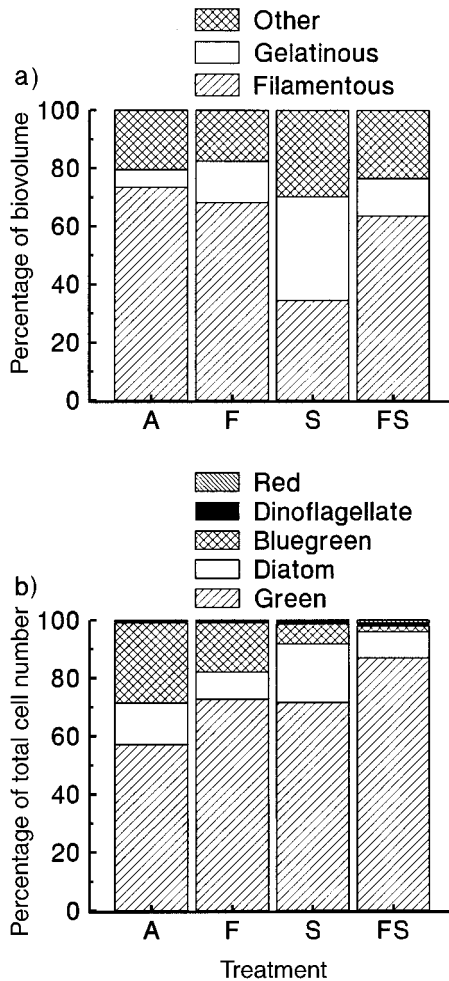 Other
Gelatinous
Filamentous
a)
Percentage of biovolume
100
80
60
40
20
0
A F S FS
Red
Dinoflagellate
Bluegreen
Diatom
Green
b)
Percentage of total cell number
100
80
60
40
20
0
A F S FS
Treatment